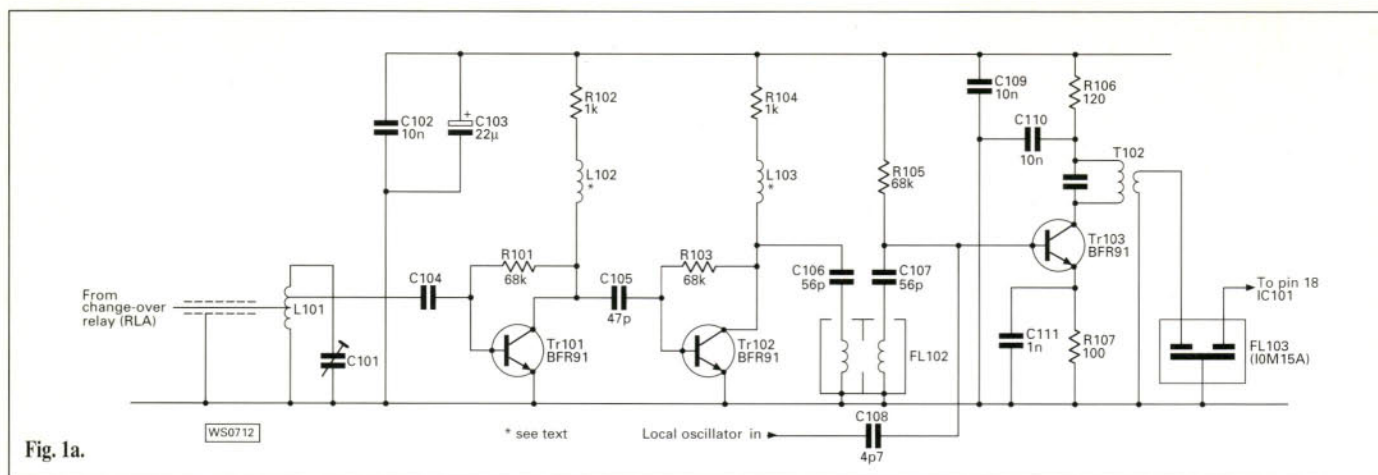 R102
1k
R104
1k
C109
10n
R106
120
C102
10n
+
C103
22µ
C110
10n
T102
L102
*
L103
*
R105
68k
R101
68k
R103
68k
C106
56p
C107
56p
Tr103
BFR91
C104
C105
47p
From
change-over
relay (RLA)
L101
To pin 18
IC101
C101
Tr101
BFR91
Tr102
BFR91
FL102
C111
1n
R107
100
FL103
(I0M15A)
WS0712
* see text
Local oscillator in
C108
4p7
Fig. 1a.